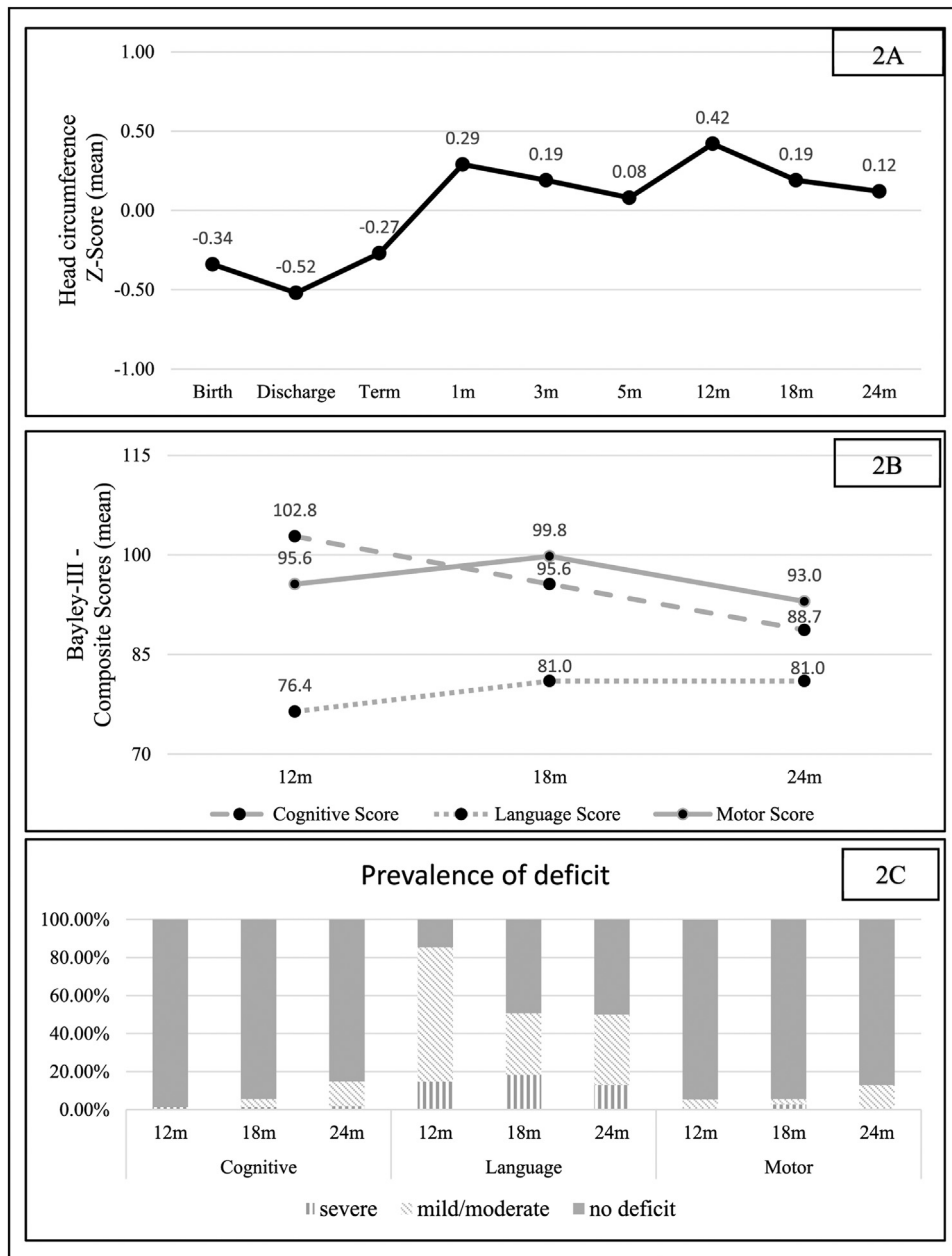 2A
1.00
0.50
0.00
-0.50
-1.00
Head circumference
Z-Score (mean)
-0.34
-0.52
-0.27
0.29
0.19
0.08
0.42
0.19
0.12
Birth Discharge Term 1m 3m 5m 12m 18m 24m
2B
115
100
85
70
Bayley-III -
Composite Scores (mean)
102.8
95.6
76.4
99.8
95.6
81.0
93.0
88.7
81.0
12m 18m 24m
Cognitive Score Language Score Motor Score
2C
Prevalence of deficit
100.00%
80.00%
60.00%
40.00%
20.00%
0.00%
12m 18m 24m 12m 18m 24m 12m 18m 24m
Cognitive Language Motor
severe mild/moderate no deficit